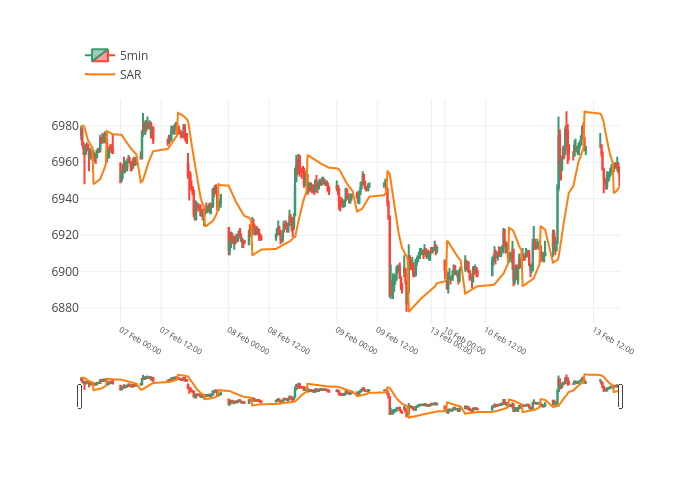 5min
SAR
6980
6960
6940
6920
6900
6880
07 Feb 00:00
07 Feb 12:00
08 Feb 00:00
08 Feb 12:00
09 Feb 00:00
09 Feb 12:00
13 Feb 00:00
10 Feb 00:00
10 Feb 12:00
13 Feb 12:00